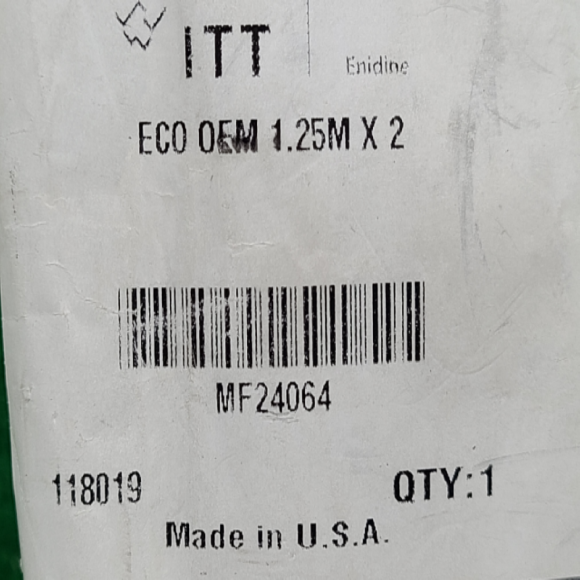 ITT Enidine
ECO OEM 1.25M X 2
MF24064
118019 QTY:1
Made in U.S.A.